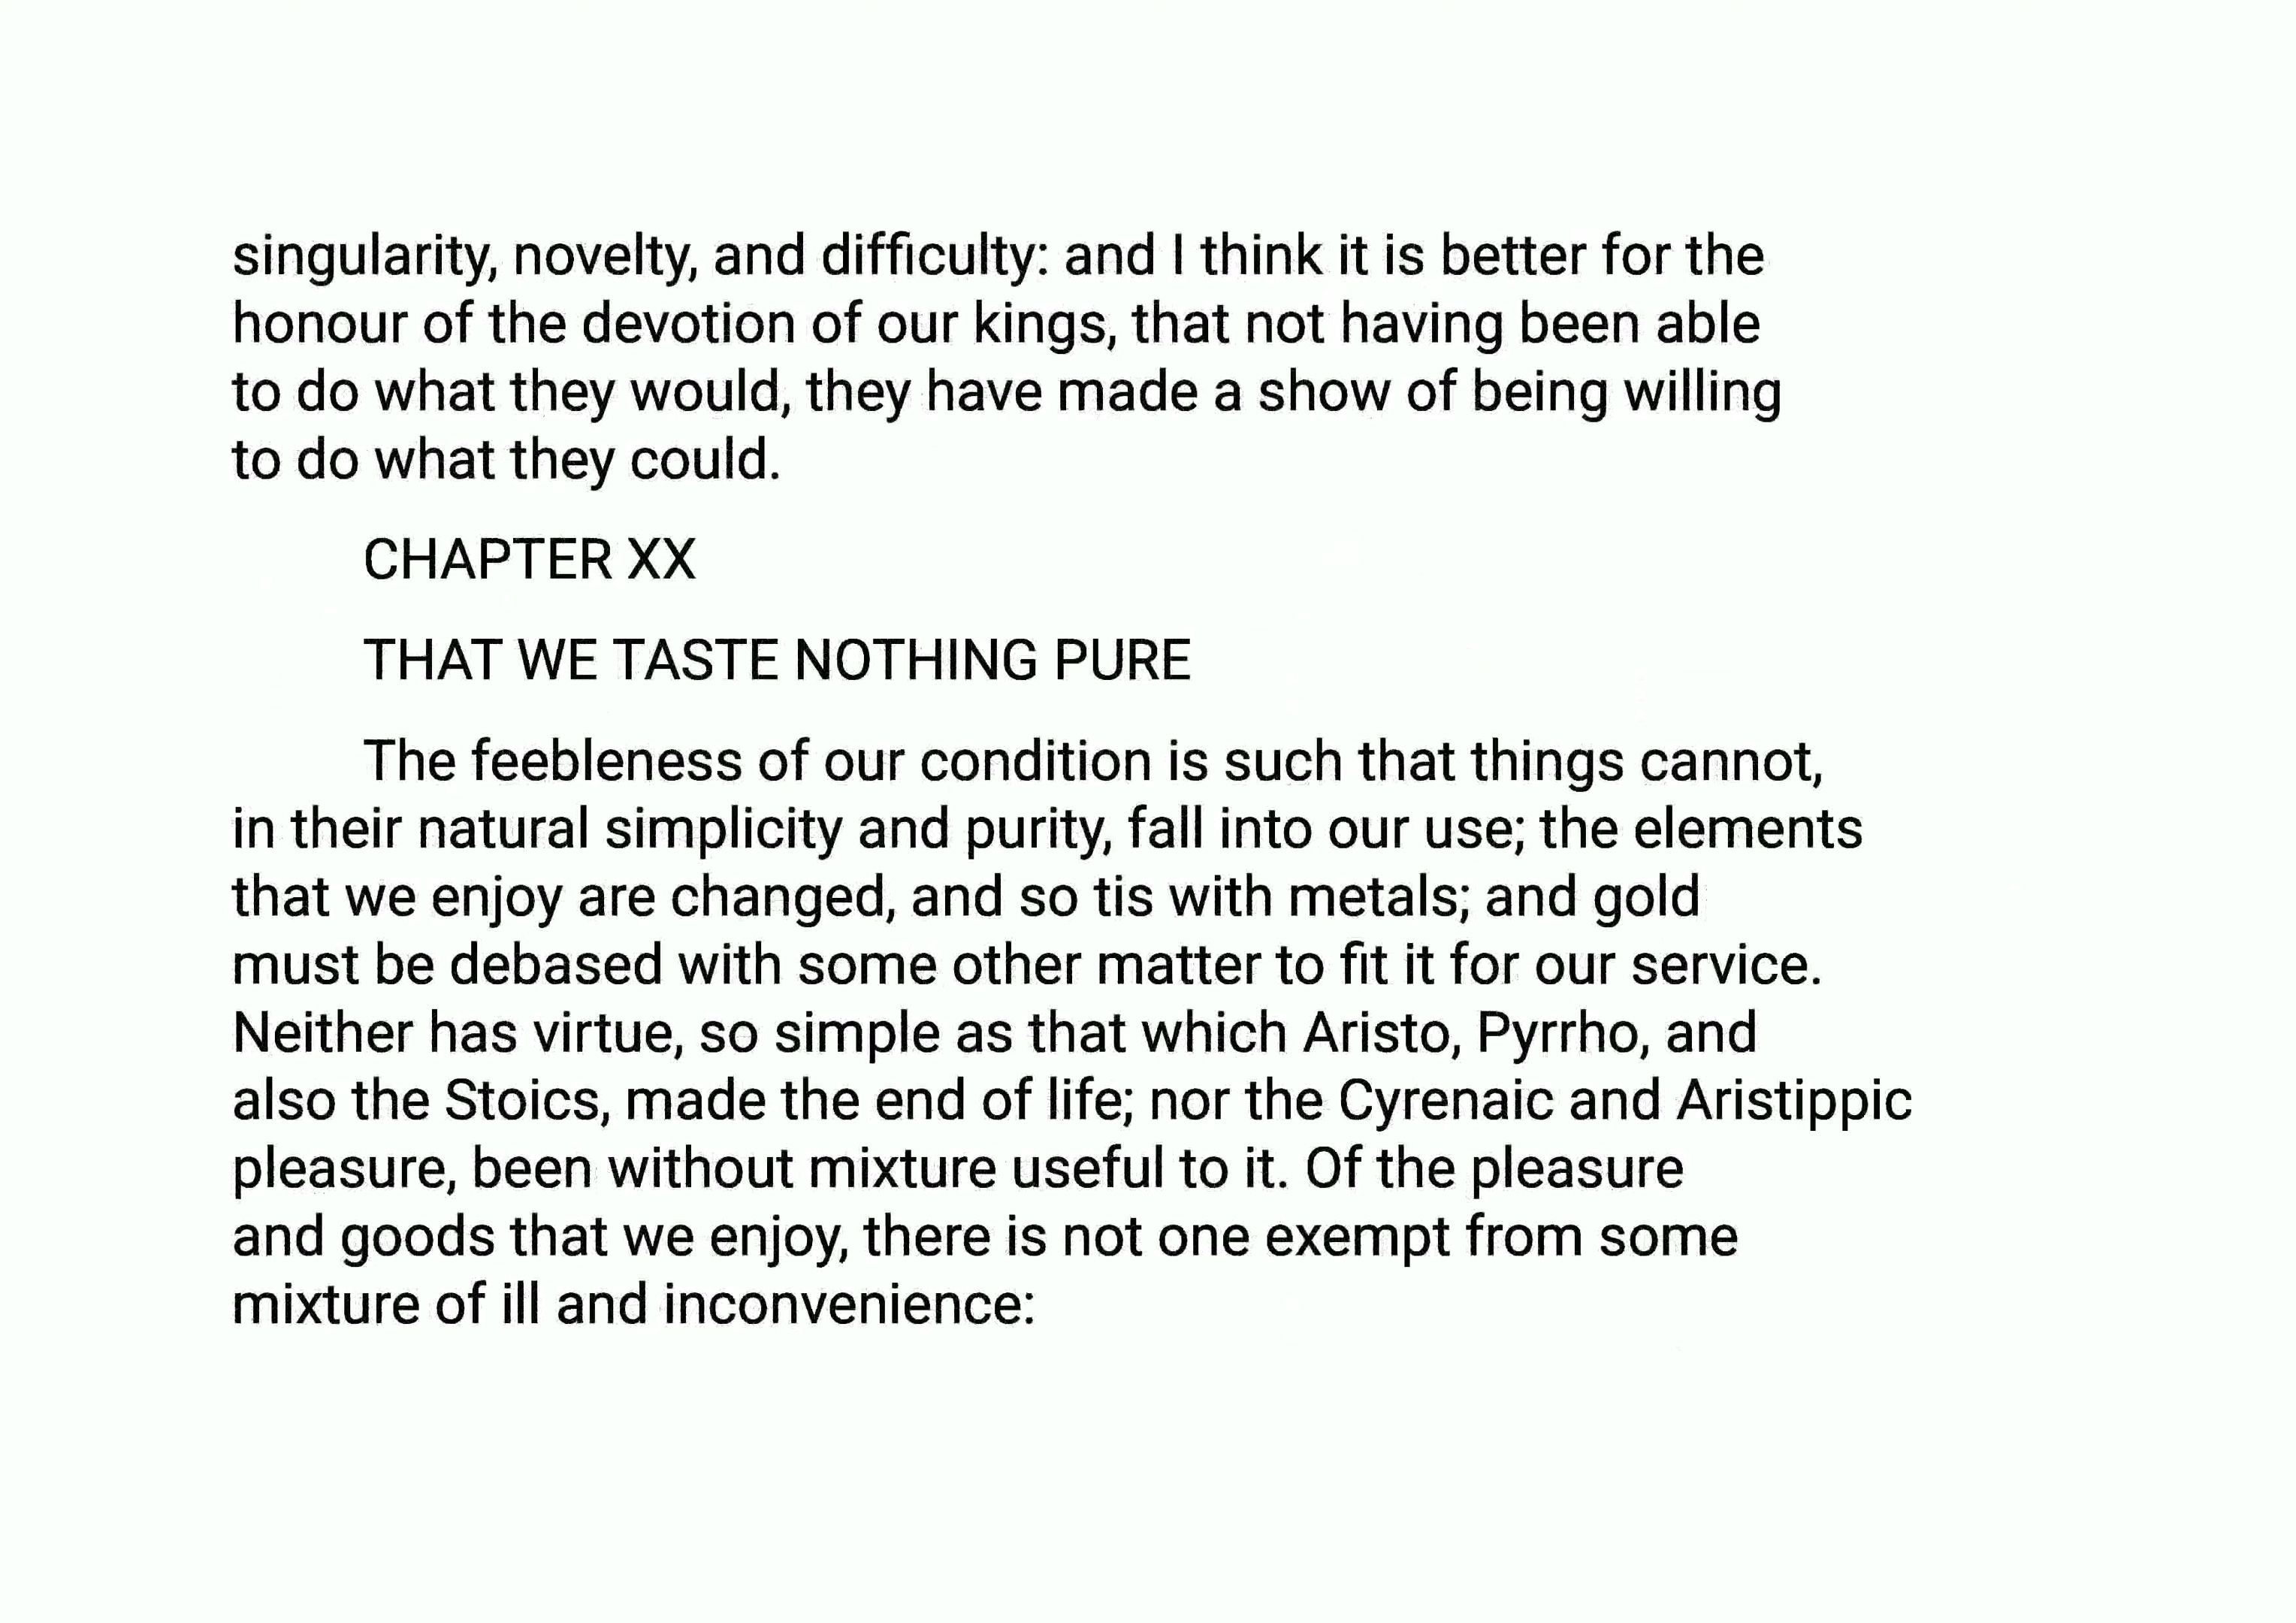 singularity, novelty, and difficulty: and I think it is better for the
honour of the devotion of our kings, that not having been able
to do what they would, they have made a show of being willing
to do what they could.
CHAPTER XX
THAT WE TASTE NOTHING PURE
The feebleness of our condition is such that things cannot,
in their natural simplicity and purity, fall into our use; the elements
that we enjoy are changed, and so tis with metals; and gold
must be debased with some other matter to fit it for our service.
Neither has virtue, so simple as that which Aristo, Pyrrho, and
also the Stoics, made the end of life; nor the Cyrenaic and Aristippic
pleasure, been without mixture useful to it. Of the pleasure
and goods that we enjoy, there is not one exempt from some
mixture of ill and inconvenience: